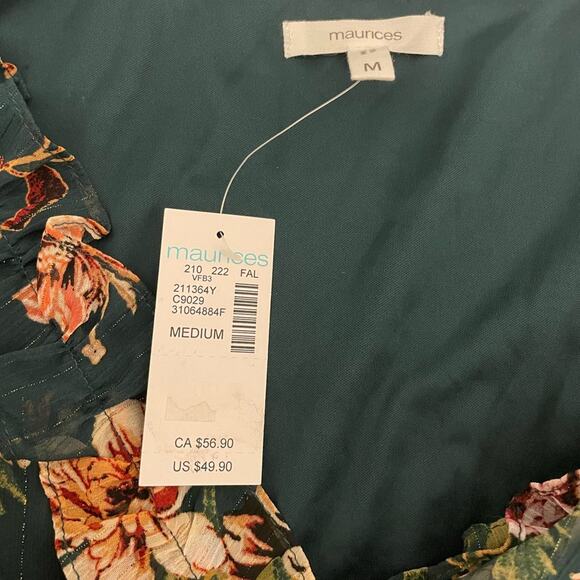 maurices
M
maurices
210 222 FAL
VFB3
211364Y
C9029
31064884F
MEDIUM
CA $56.90
US $49.90